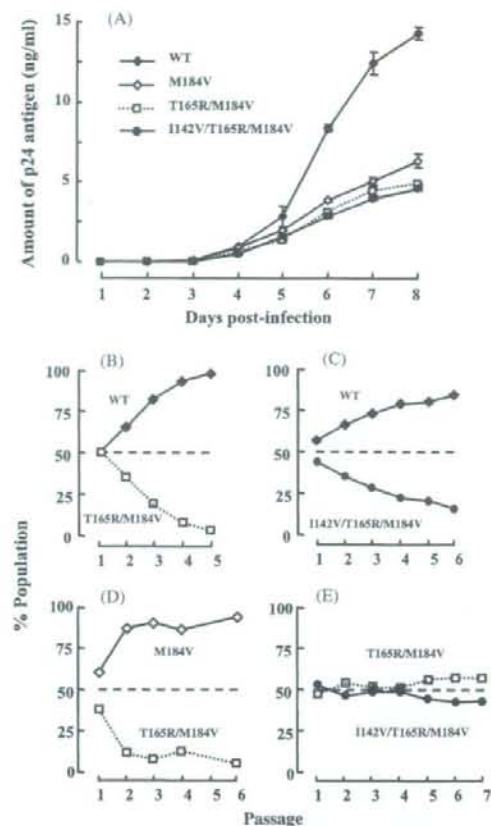 (A)
Amount of p24 antigen (ng/ml)
15
10
5
0
WT
M184V
T165R/M184V
I142V/T165R/M184V
1 2 3 4 5 6 7 8
Days post-infection
% Population
(B)
100
75
50
25
0
WT
T165R/M184V
1 2 3 4 5
(C)
100
75
50
25
0
WT
I142V/T165R/M184V
1 2 3 4 5 6
(D)
100
50
0
M184V
T165R/M184V
1 2 3 4 5 6
(E)
100
50
0
T165R/M184V
I142V/T165R/M184V
1 2 3 4 5 6 7
Passage